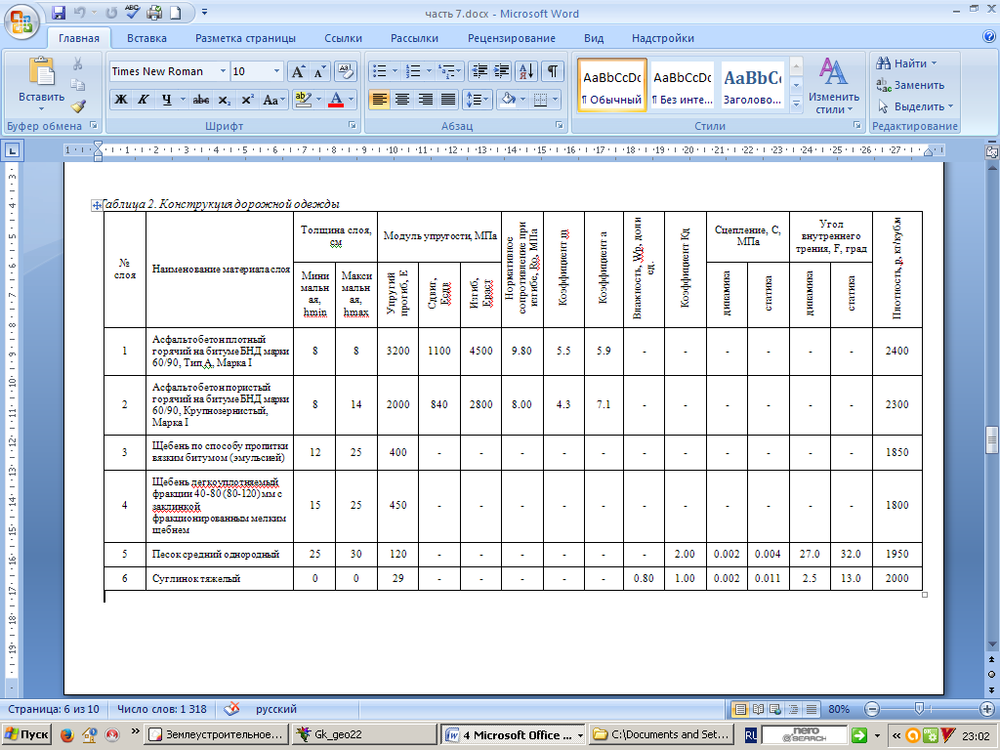 часть 7.docx - Microsoft Word
Главная Вставка Разметка страницы Ссылки Рассылки Рецензирование Вид Надстройки
Вставить
Times New Roman 10
Ж К Ч abc x₂ x² Aa
AaBbCcDc AaBbCcDc AaBbCc
¶ Обычный ¶ Без инте... Заголово...
Изменить стили
Найти
Заменить
Выделить
Буфер обмена Шрифт Абзац Стили Редактирование
Таблица 2. Конструкция дорожной одежды
№ слоя
Наименование материала слоя
Толщина слоя, см
Мини мальн ая, hmin
Макси мальн ая, hmax
Модуль упругости, МПа
Упругий прогиб, Е
Сдвиг, Есдв
Изгиб, Ераст
Нормативное сопротивление при изгибе, Ro, МПа
Коэффициент m
Коэффициент a
Влажность, Wр, доли ед.
Коэффициент Кд
Сцепление, С, МПа
динамика
статика
Угол внутреннего трения, F, град
динамика
статика
Плотность, р, кг/куб.м
1 Асфальтобетон плотный горячий на битуме БНД марки 60/90, Тип А, Марка I 8 8 3200 1100 4500 9.80 5.5 5.9 - - - - - - 2400
2 Асфальтобетон пористый горячий на битуме БНД марки 60/90, Крупнозернистый, Марка I 8 14 2000 840 2800 8.00 4.3 7.1 - - - - - - 2300
3 Щебень по способу пропитки вязким битумом (эмульсией) 12 25 400 - - - - - - - - - - - 1850
4 Щебень легкоуплотняемый фракции 40-80 (80-120) мм с заклинкой фракционированным мелким щебнем 15 25 450 - - - - - - - - - - - 1800
5 Песок средний однородный 25 30 120 - - - - - - 2.00 0.002 0.004 27.0 32.0 1950
6 Суглинок тяжелый 0 0 29 - - - - - 0.80 1.00 0.002 0.011 2.5 13.0 2000
Страница: 6 из 10 Число слов: 1 318 русский 80%
Пуск Землеустроительное... Gk_geo22 4 Microsoft Office ... C:\Documents and Set... RL nero SEARCH 23:02